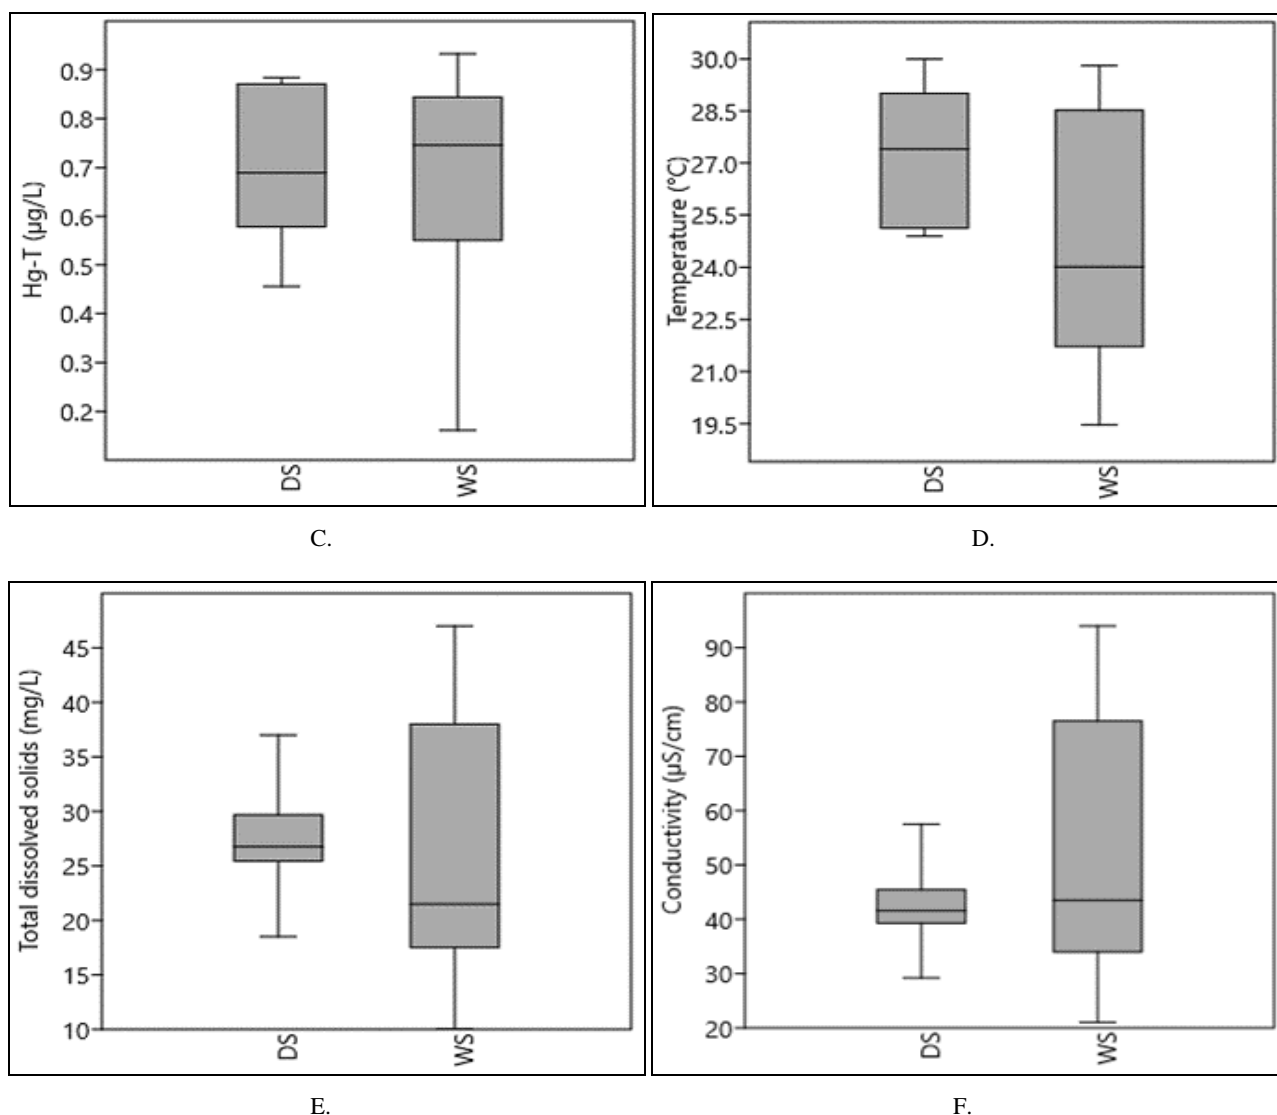 Hg-T (µg/L)
0.9
0.8
0.7
0.6
0.5
0.4
0.3
0.2
DS
WS
C.
Temperature (°C)
30.0
28.5
27.0
25.5
24.0
22.5
21.0
19.5
DS
WS
D.
Total dissolved solids (mg/L)
45
40
35
30
25
20
15
10
DS
WS
E.
Conductivity (µS/cm)
90
80
70
60
50
40
30
20
DS
WS
F.